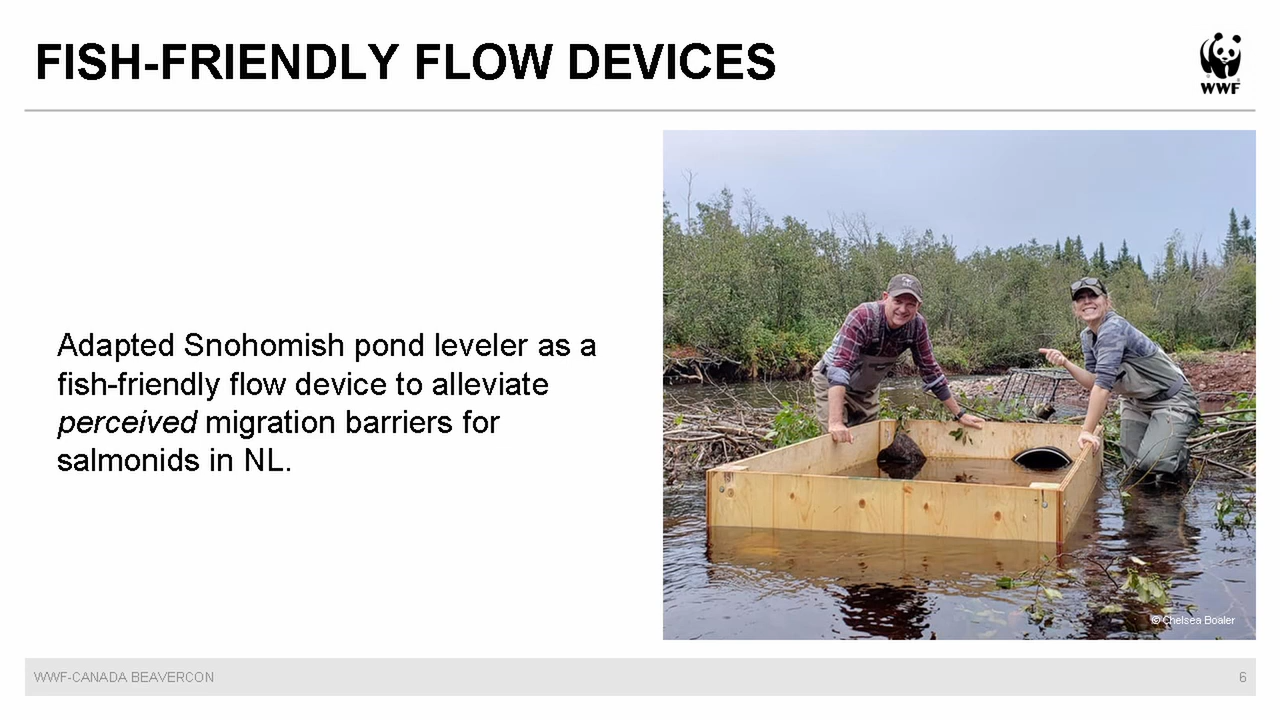 FISH-FRIENDLY FLOW DEVICES
WWF
Adapted Snohomish pond leveler as a
fish-friendly flow device to alleviate
perceived migration barriers for
salmonids in NL.
© Chelsea Boaler
WWF-CANADA BEAVERCON
6